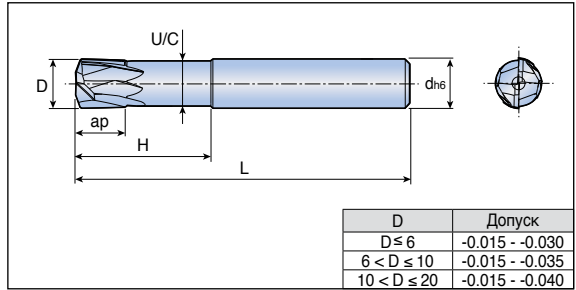 U/C
D
dh6
ap
H
L
D Допуск
D ≤ 6 -0.015 - -0.030
6 < D ≤ 10 -0.015 - -0.035
10 < D ≤ 20 -0.015 - -0.040